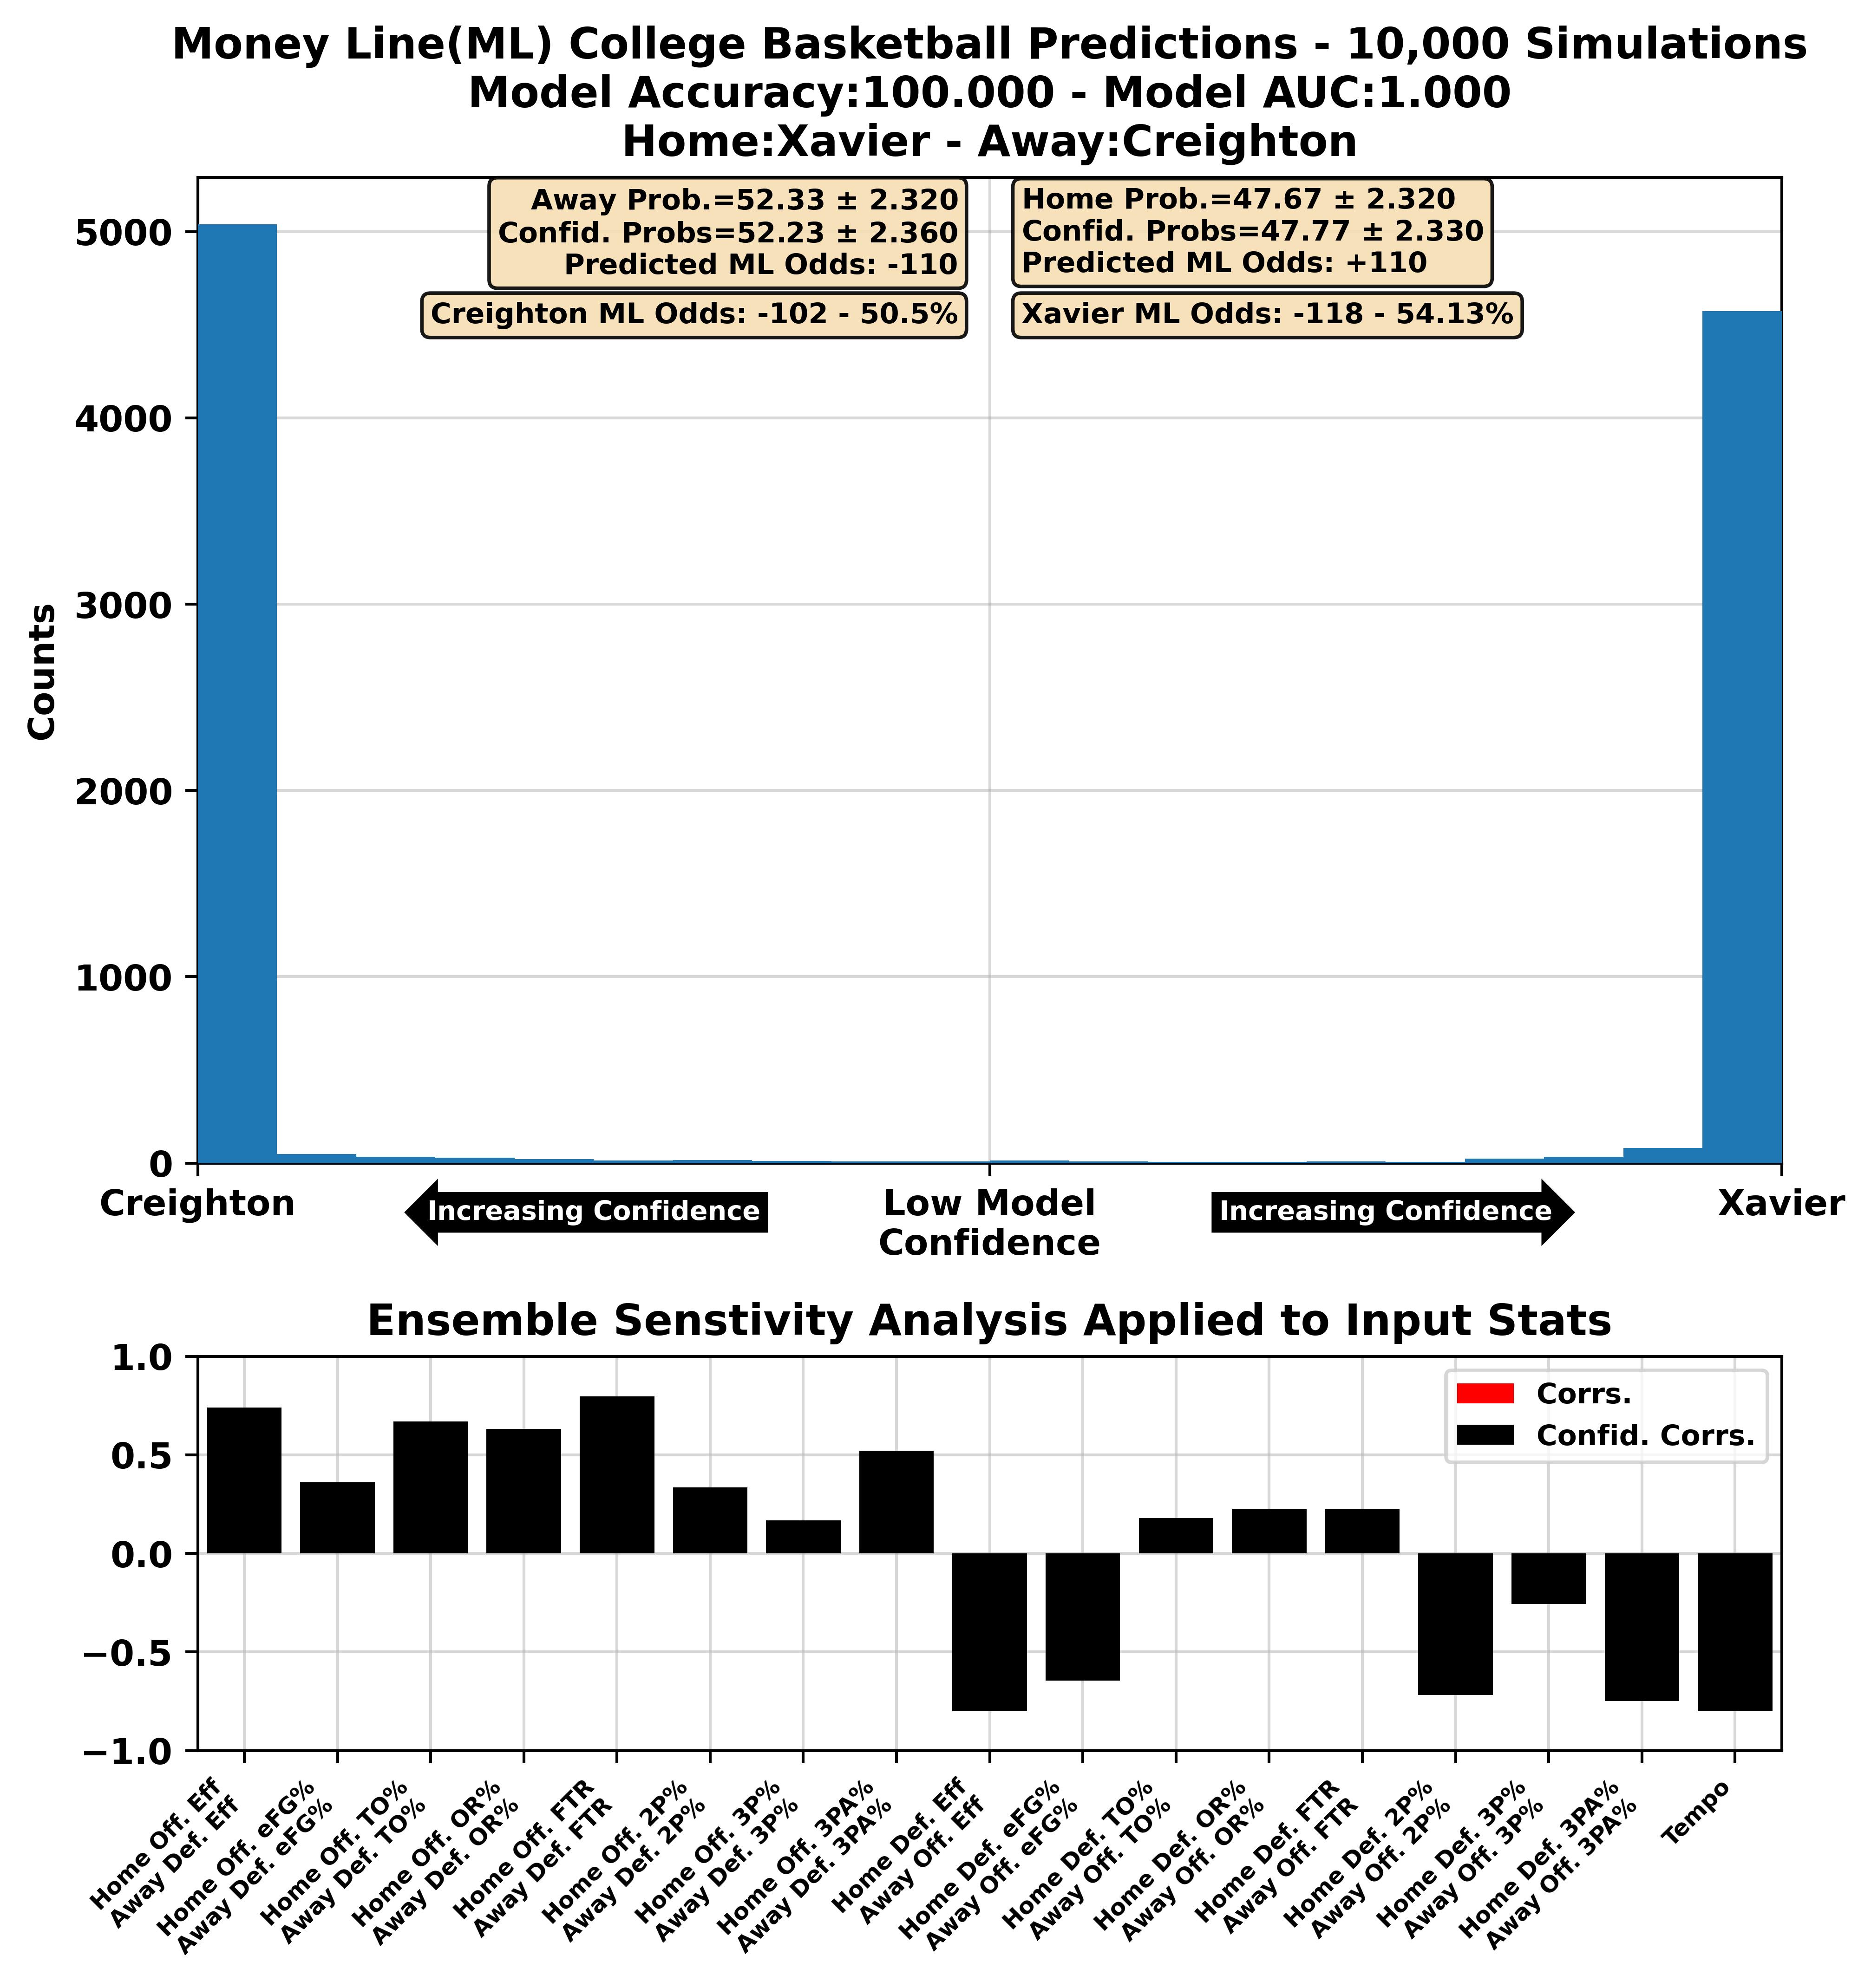 Money Line(ML) College Basketball Predictions - 10,000 Simulations
Model Accuracy:100.000 - Model AUC:1.000
Home:Xavier - Away:Creighton
Away Prob.=52.33 ± 2.320
Confid. Probs=52.23 ± 2.360
Predicted ML Odds: -110
Creighton ML Odds: -102 - 50.5%
Home Prob.=47.67 ± 2.320
Confid. Probs=47.77 ± 2.330
Predicted ML Odds: +110
Xavier ML Odds: -118 - 54.13%
Counts
5000
4000
3000
2000
1000
0
Creighton
Increasing Confidence
Low Model
Confidence
Increasing Confidence
Xavier
Ensemble Senstivity Analysis Applied to Input Stats
Corrs.
Confid. Corrs.
1.0
0.5
0.0
−0.5
−1.0
Home Off. Eff
Away Def. Eff
Home Off. eFG%
Away Def. eFG%
Home Off. TO%
Away Def. TO%
Home Off. OR%
Away Def. OR%
Home Off. FTR
Away Def. FTR
Home Off. 2P%
Away Def. 2P%
Home Off. 3P%
Away Def. 3P%
Home Off. 3PA%
Away Def. 3PA%
Home Def. Eff
Away Off. Eff
Home Def. eFG%
Away Off. eFG%
Home Def. TO%
Away Off. TO%
Home Def. OR%
Away Off. OR%
Home Def. FTR
Away Off. FTR
Home Def. 2P%
Away Off. 2P%
Home Def. 3P%
Away Off. 3P%
Home Def. 3PA%
Away Off. 3PA%
Tempo